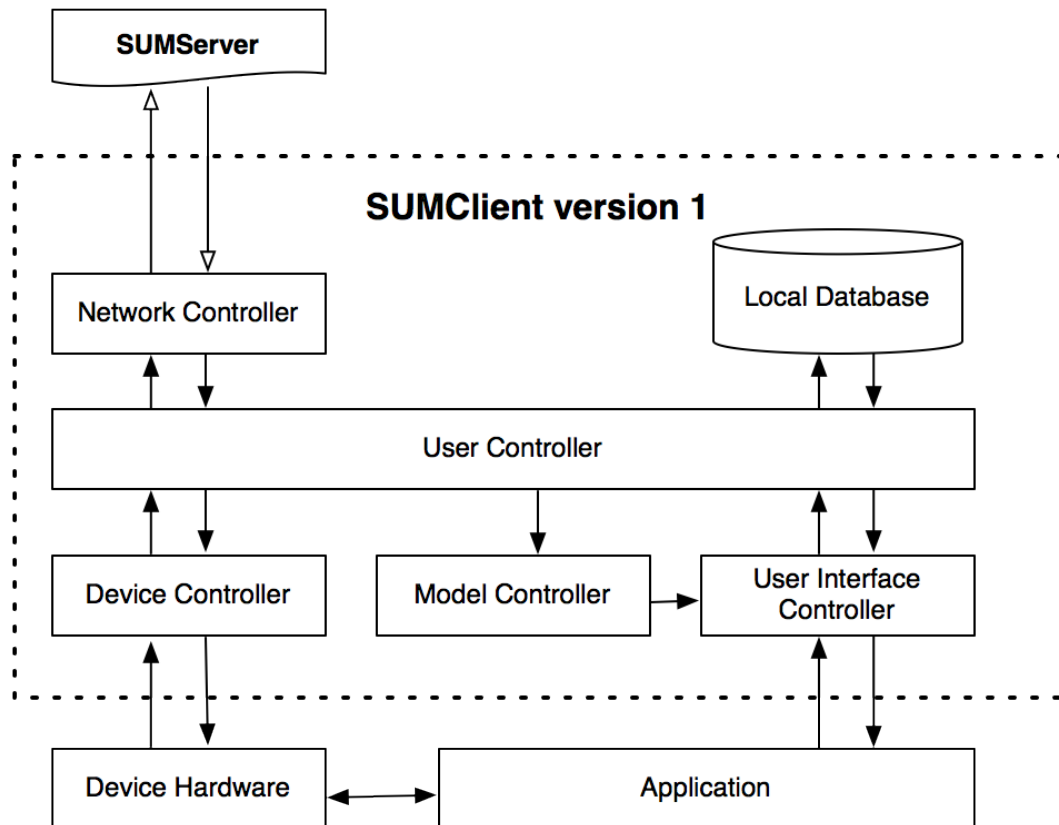 SUMServer
SUMClient version 1
Network Controller
Local Database
User Controller
Device Controller
Model Controller
User Interface
Controller
Device Hardware
Application